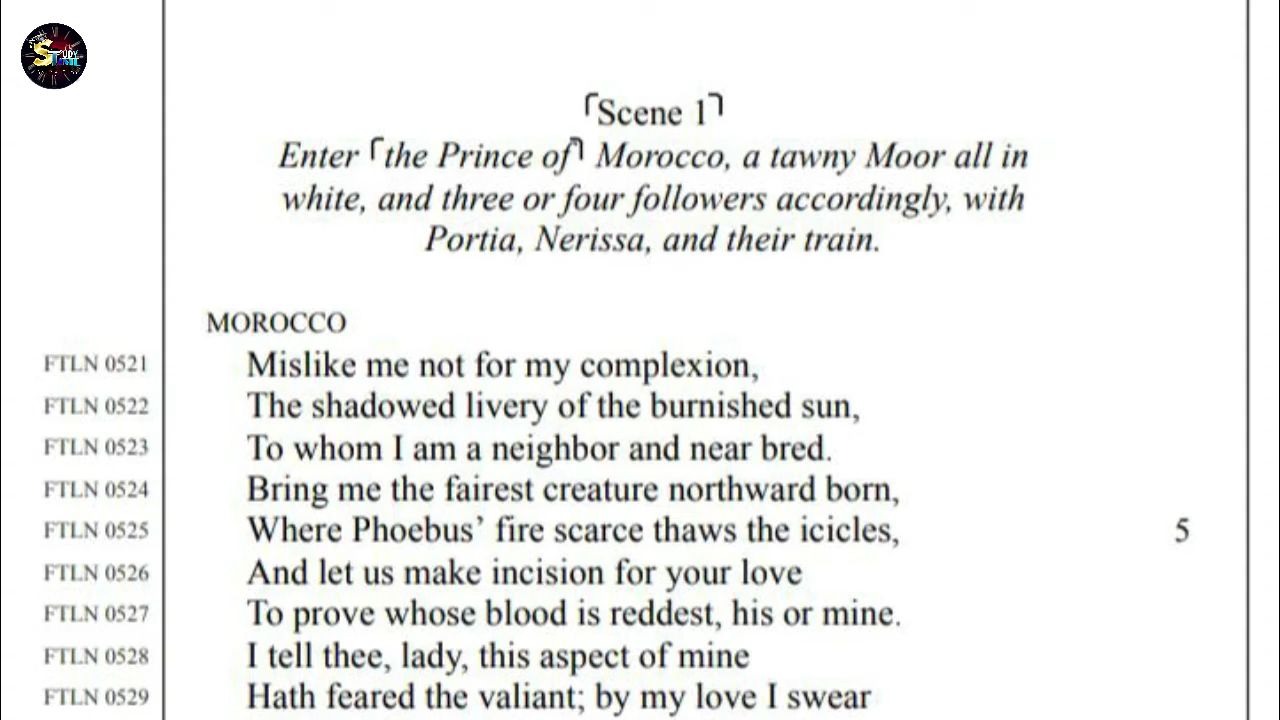 STUDY
⌜Scene 1⌝
Enter ⌜the Prince of⌝ Morocco, a tawny Moor all in
white, and three or four followers accordingly, with
Portia, Nerissa, and their train.
MOROCCO
FTLN 0521 Mislike me not for my complexion,
FTLN 0522 The shadowed livery of the burnished sun,
FTLN 0523 To whom I am a neighbor and near bred.
FTLN 0524 Bring me the fairest creature northward born,
FTLN 0525 Where Phoebus’ fire scarce thaws the icicles, 5
FTLN 0526 And let us make incision for your love
FTLN 0527 To prove whose blood is reddest, his or mine.
FTLN 0528 I tell thee, lady, this aspect of mine
FTLN 0529 Hath feared the valiant; by my love I swear